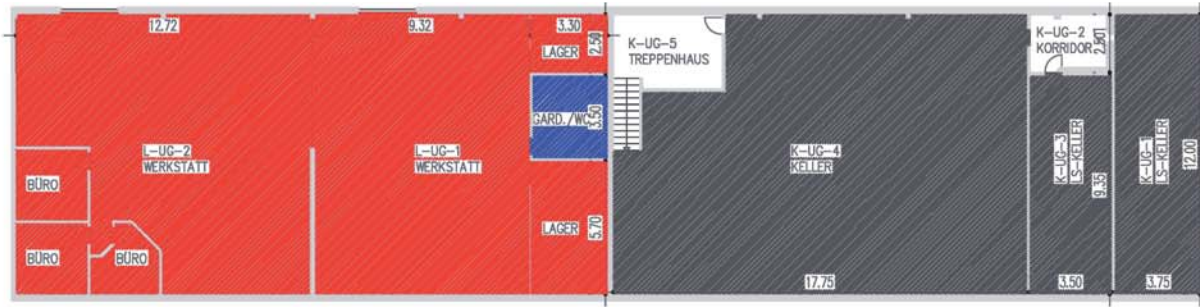 12.72
9.32
3.30
LAGER
2.50
GARD./WC
3.50
L-UG-2
WERKSTATT
L-UG-1
WERKSTATT
BÜRO
BÜRO
BÜRO
LAGER
5.70
K-UG-5
TREPPENHAUS
K-UG-2
KORRIDOR
K-UG-4
KELLER
K-UG-3
LS-KELLER
9.35
K-UG-1
LS-KELLER
12.00
17.75
3.50
3.75